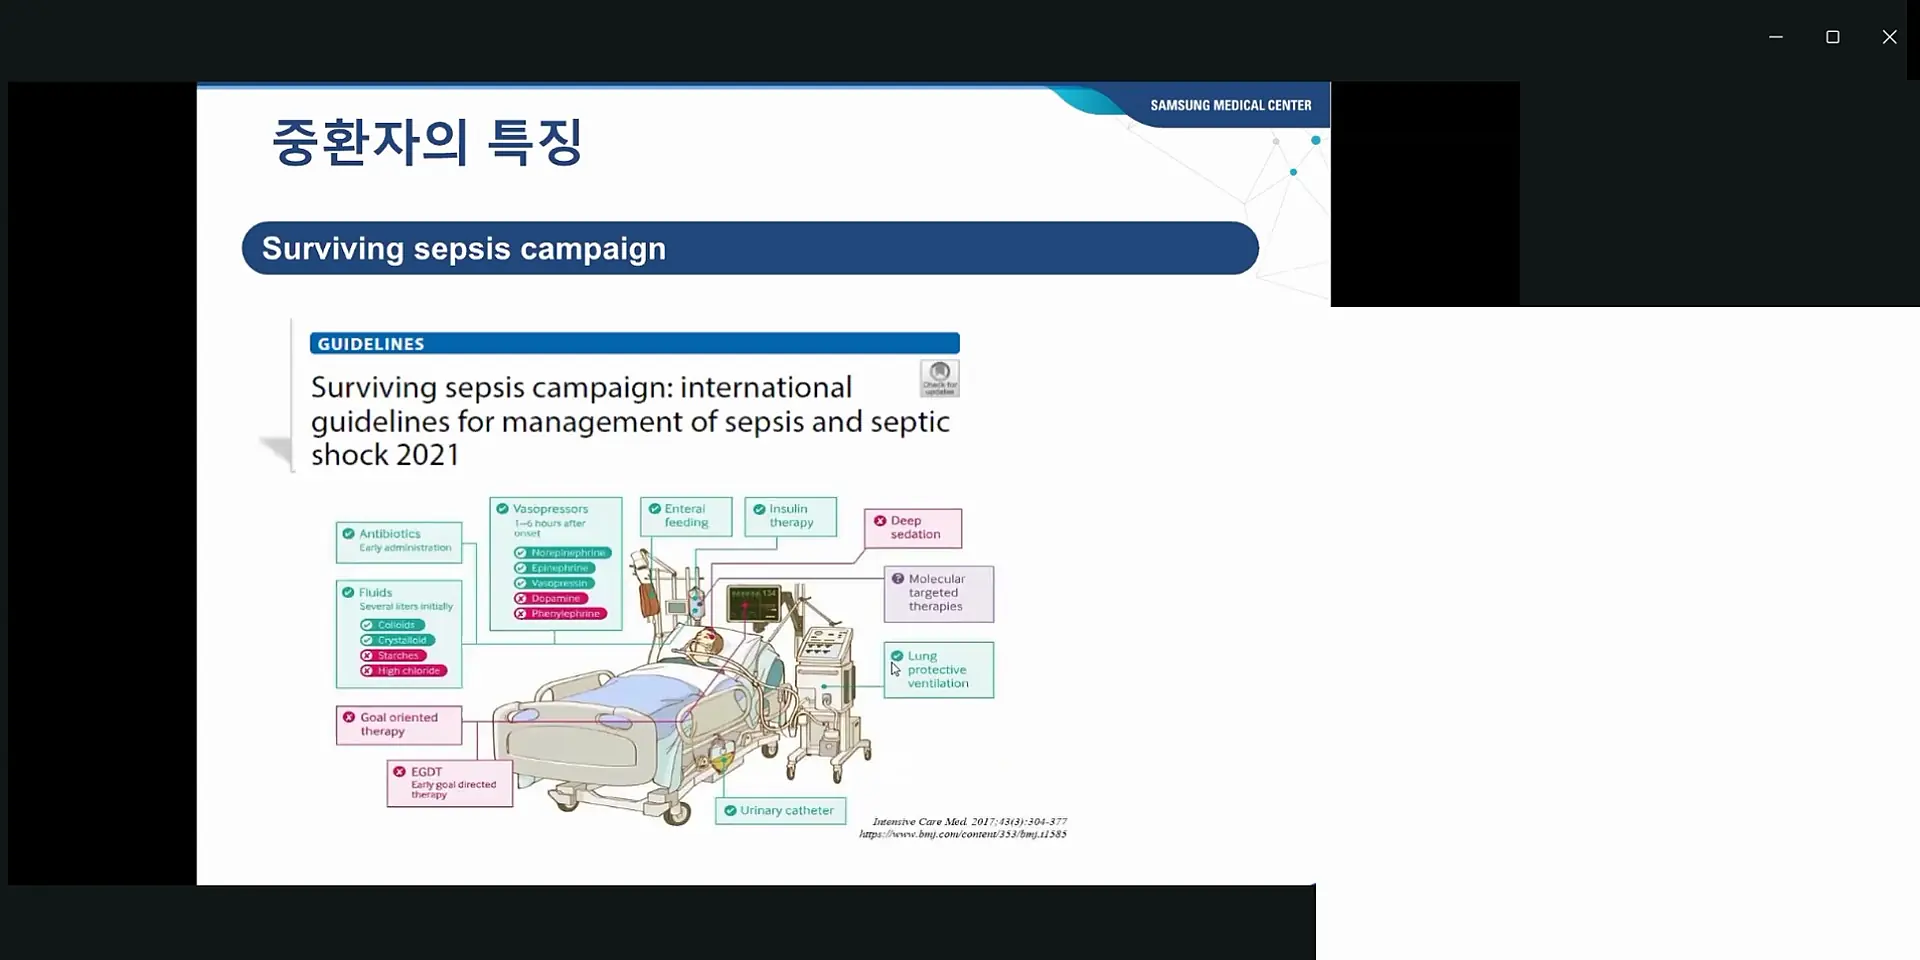 SAMSUNG MEDICAL CENTER
중환자의 특징
Surviving sepsis campaign
GUIDELINES
Check for
updates
Surviving sepsis campaign: international
guidelines for management of sepsis and septic
shock 2021
Antibiotics
Early administration
Fluids
Several liters initially
Colloids
Crystalloid
Starches
High chloride
Goal oriented
therapy
EGDT
Early goal directed
therapy
Vasopressors
1–6 hours after
onset
Norepinephrine
Epinephrine
Vasopressin
Dopamine
Phenylephrine
Enteral
feeding
Insulin
therapy
Deep
sedation
Molecular
targeted
therapies
Lung
protective
ventilation
Urinary catheter
134
Intensive Care Med. 2017;43(3):304-377
https://www.bmj.com/content/353/bmj.i1585